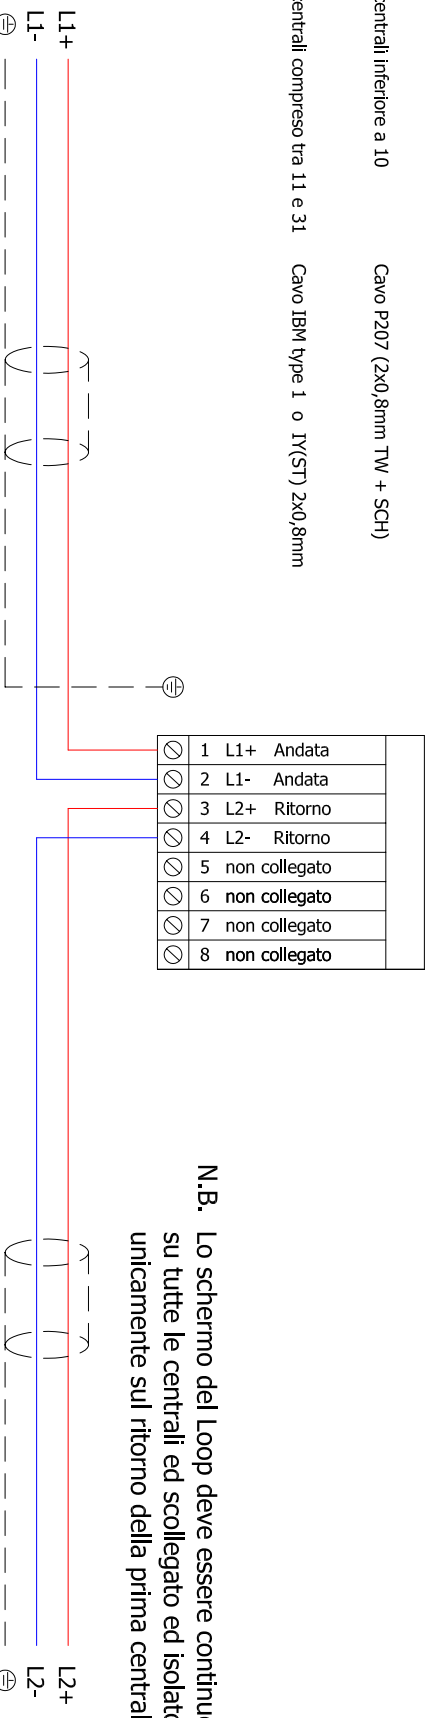 centrali inferiore a 10 Cavo P207 (2x0,8mm TW + SCH)
centrali compreso tra 11 e 31 Cavo IBM type 1 o IY(ST) 2x0,8mm
L1+
L1-
1 L1+ Andata
2 L1- Andata
3 L2+ Ritorno
4 L2- Ritorno
5 non collegato
6 non collegato
7 non collegato
8 non collegato
N.B. Lo schermo del Loop deve essere continuo
su tutte le centrali ed scollegato ed isolato
unicamente sul ritorno della prima central
L2+
L2-